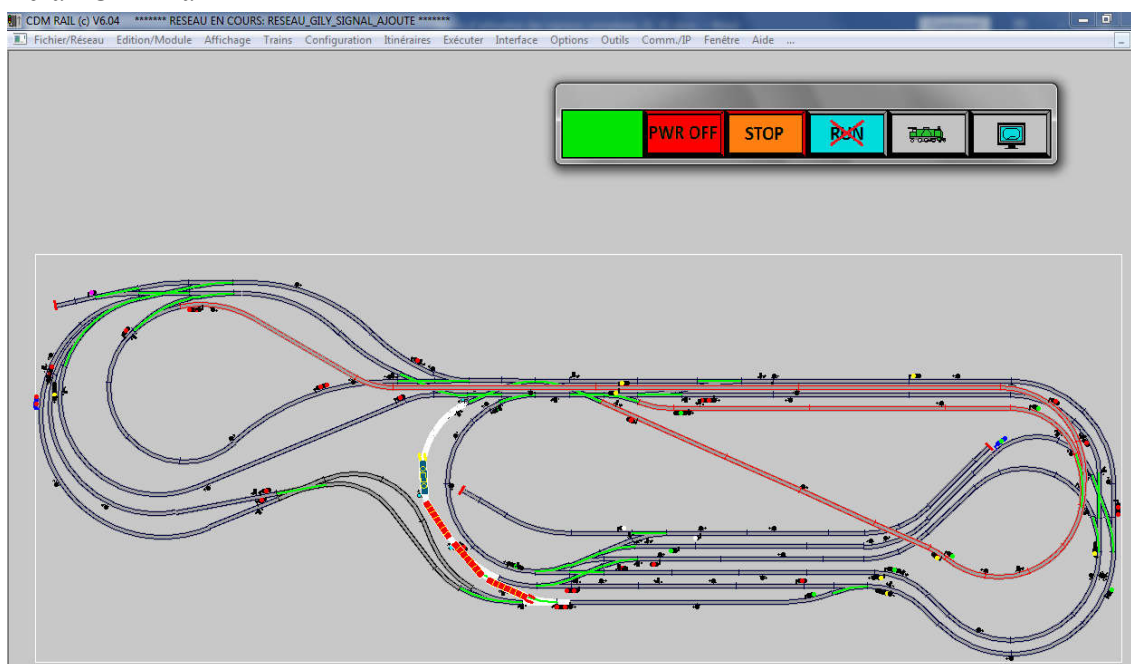 CDM RAIL (c) V6.04 ******* RESEAU EN COURS: RESEAU_GILY_SIGNAL_AJOUTE *******
Fichier/Réseau Edition/Module Affichage Trains Configuration Itinéraires Exécuter Interface Options Outils Comm./IP Fenêtre Aide ...
PWR OFF STOP RUN